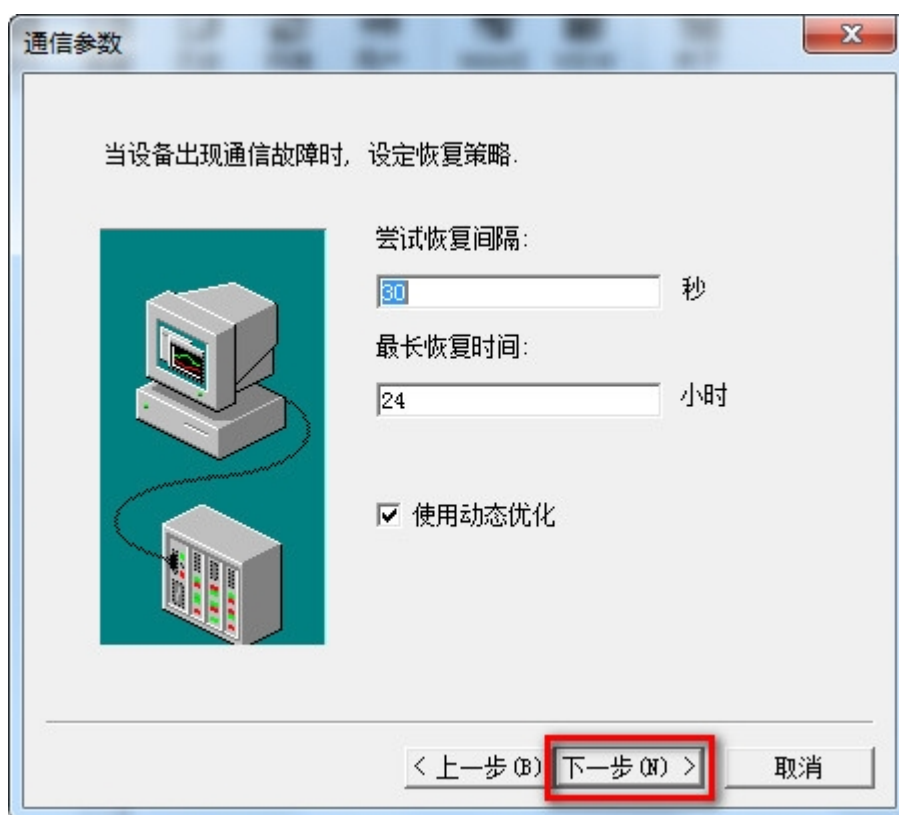 通信参数
当设备出现通信故障时, 设定恢复策略.
尝试恢复间隔:
30 秒
最长恢复时间:
24 小时
使用动态优化
< 上一步(B) 下一步(N) > 取消